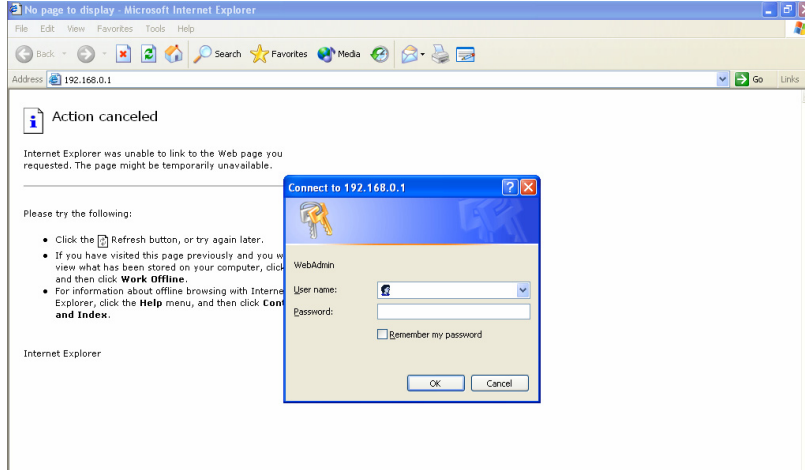 No page to display - Microsoft Internet Explorer
File Edit View Favorites Tools Help
Back Search Favorites Media
Address 192.168.0.1 Go Links
Action canceled
Internet Explorer was unable to link to the Web page you
requested. The page might be temporarily unavailable.
Please try the following:
Click the Refresh button, or try again later.
If you have visited this page previously and you w
view what has been stored on your computer, click
and then click Work Offline.
For information about offline browsing with Interne
Explorer, click the Help menu, and then click Cont
and Index.
Internet Explorer
Connect to 192.168.0.1
WebAdmin
User name:
Password:
Remember my password
OK Cancel